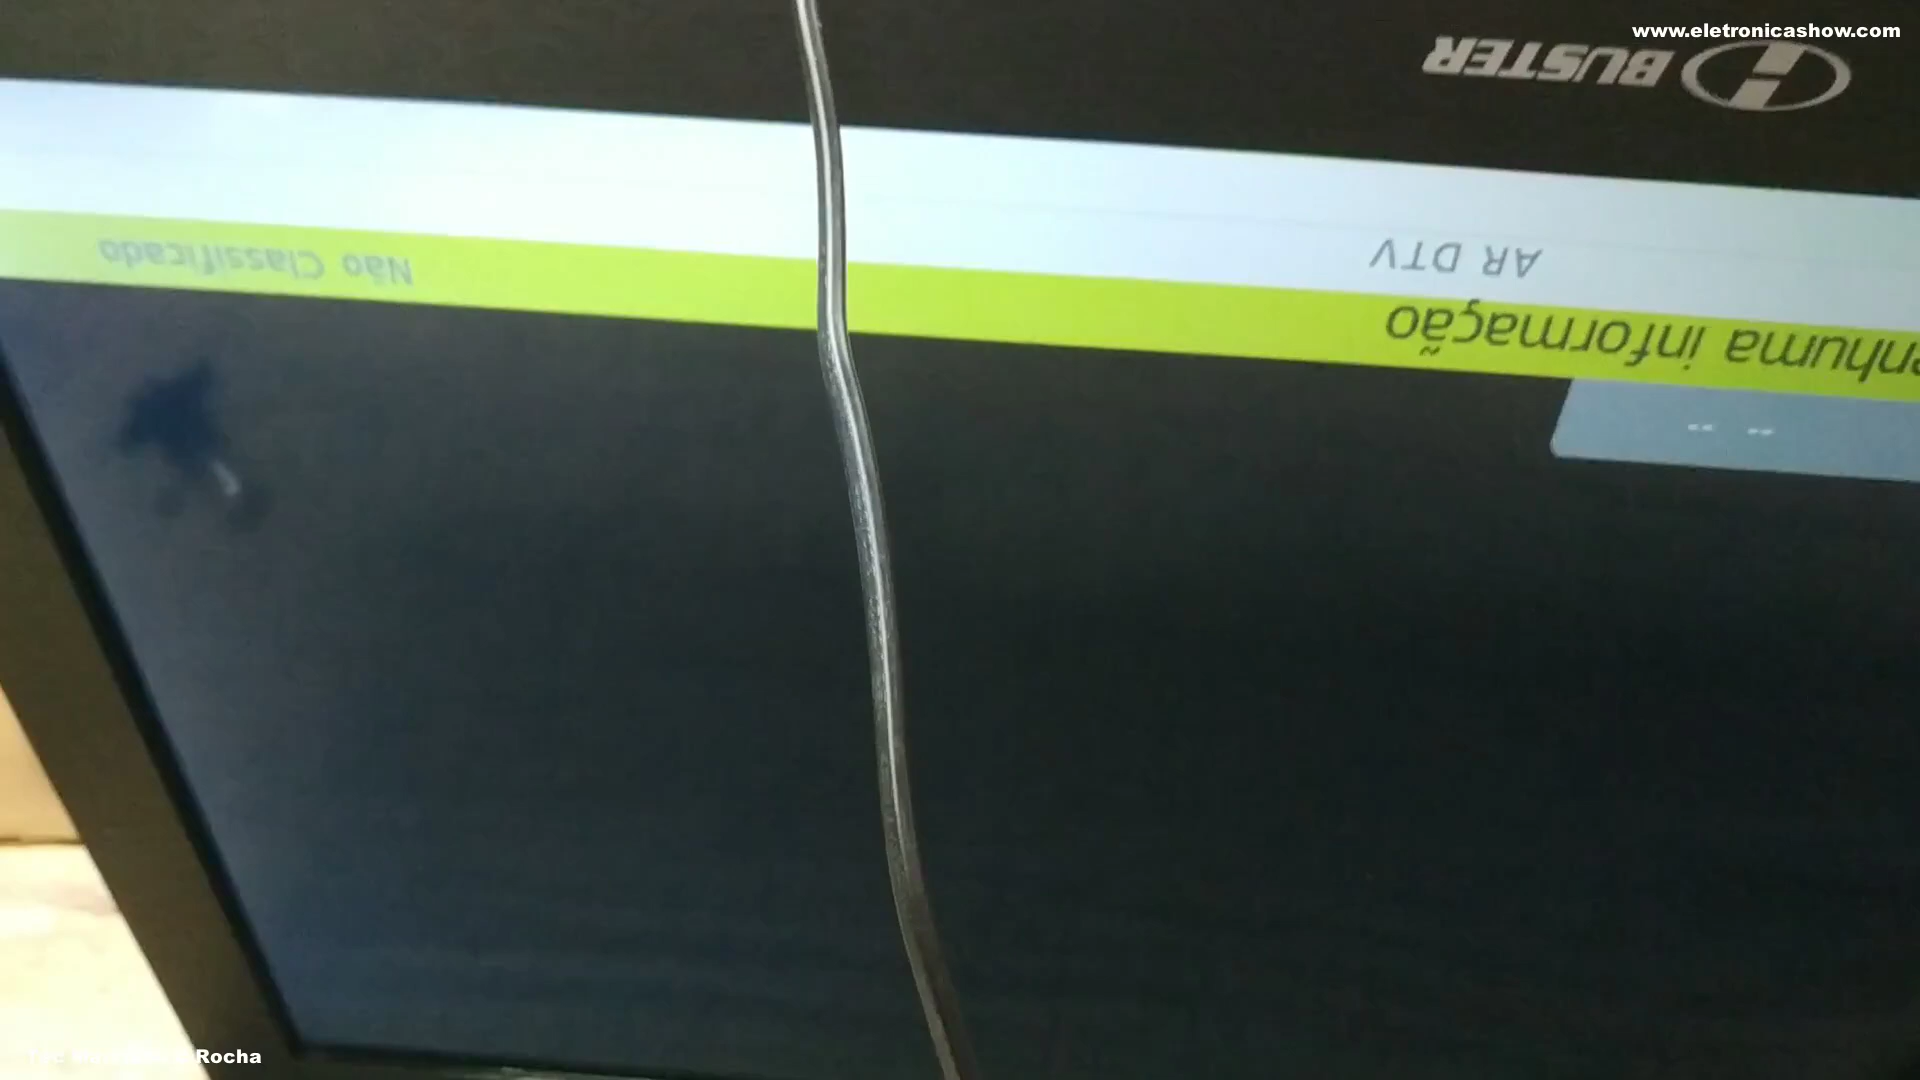 www.eletronicashow.com
BUSTER
AR DTV
Não Classificado
nhuma informação
Rocha